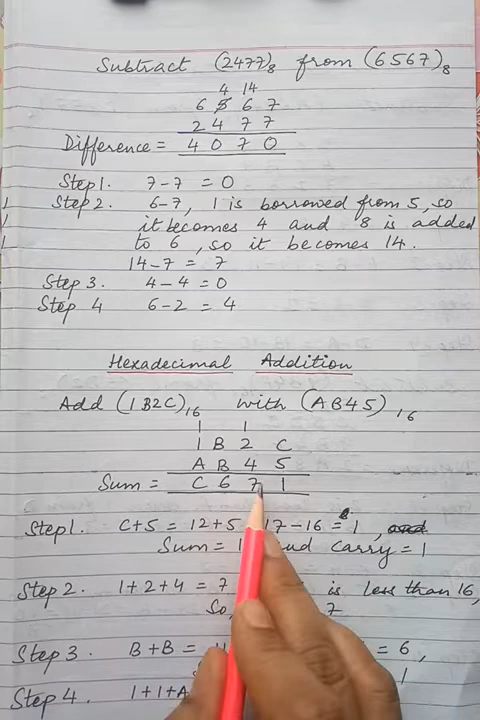 Subtract (2477)8 from (6567)8
4 14
6 5 6 7
2 4 7 7
Difference = 4 0 7 0
Step 1. 7-7 = 0
Step 2. 6-7, 1 is borrowed from 5, so
it becomes 4 and 8 is added
to 6, so it becomes 14.
14-7 = 7
Step 3. 4-4 = 0
Step 4 6-2 = 4
Hexadecimal Addition
Add (1B2C)16 with (AB45)16
1 1
1 B 2 C
A B 4 5
Sum = C 6 7 1
Step 1. C+5 = 12+5 17-16 = 1, and
Sum = 1 and carry = 1
Step 2. 1+2+4 = 7 is less than 16,
So, 7
Step 3. B+B = = 6,
1
Step 4. 1+1+A